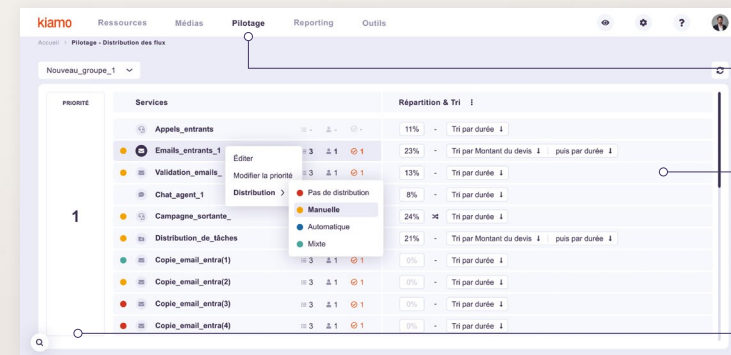 kiamo Ressources Médias Pilotage Reporting Outils ?
Accueil > Pilotage - Distribution des flux
Nouveau_groupe_1
PRIORITÉ Services Répartition & Tri
Appels_entrants - - - 11% - Tri par durée ↓
Emails_entrants_1 3 1 1 23% - Tri par Montant du devis ↓ puis par durée ↓
Éditer
Validation_emails_ 3 1 1 13% - Tri par durée ↓
Modifier la priorité
Distribution > Pas de distribution
Chat_agent_1 8% - Tri par durée ↓
Manuelle
1 Campagne_sortante_ 24% Tri par durée ↓
Automatique
Distribution_de_tâches 21% - Tri par Montant du devis ↓ puis par durée ↓
Mixte
Copie_email_entra(1) 3 1 1 0% - Tri par durée ↓
Copie_email_entra(2) 3 1 1 0% - Tri par durée ↓
Copie_email_entra(3) 3 1 1 0% - Tri par durée ↓
Copie_email_entra(4) 3 1 1 0% - Tri par durée ↓